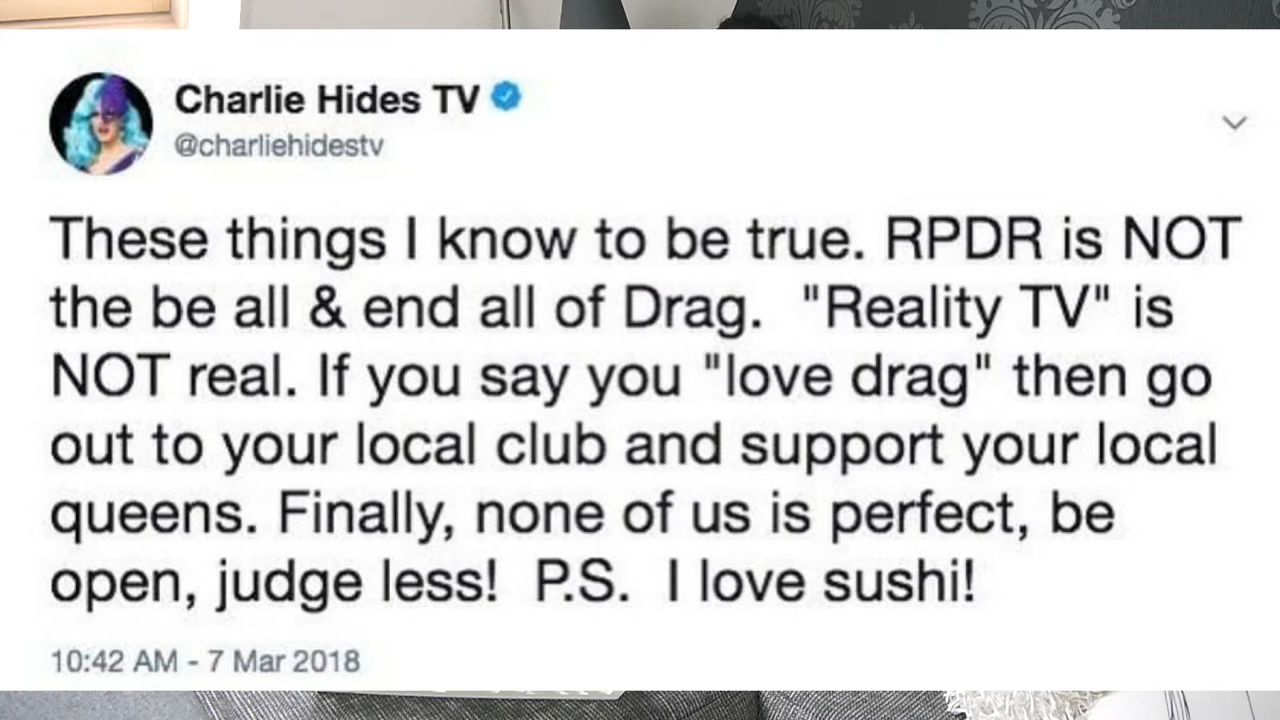 Charlie Hides TV
@charliehidestv
These things I know to be true. RPDR is NOT
the be all & end all of Drag.  "Reality TV" is
NOT real. If you say you "love drag" then go
out to your local club and support your local
queens. Finally, none of us is perfect, be
open, judge less!  P.S.  I love sushi!
10:42 AM - 7 Mar 2018